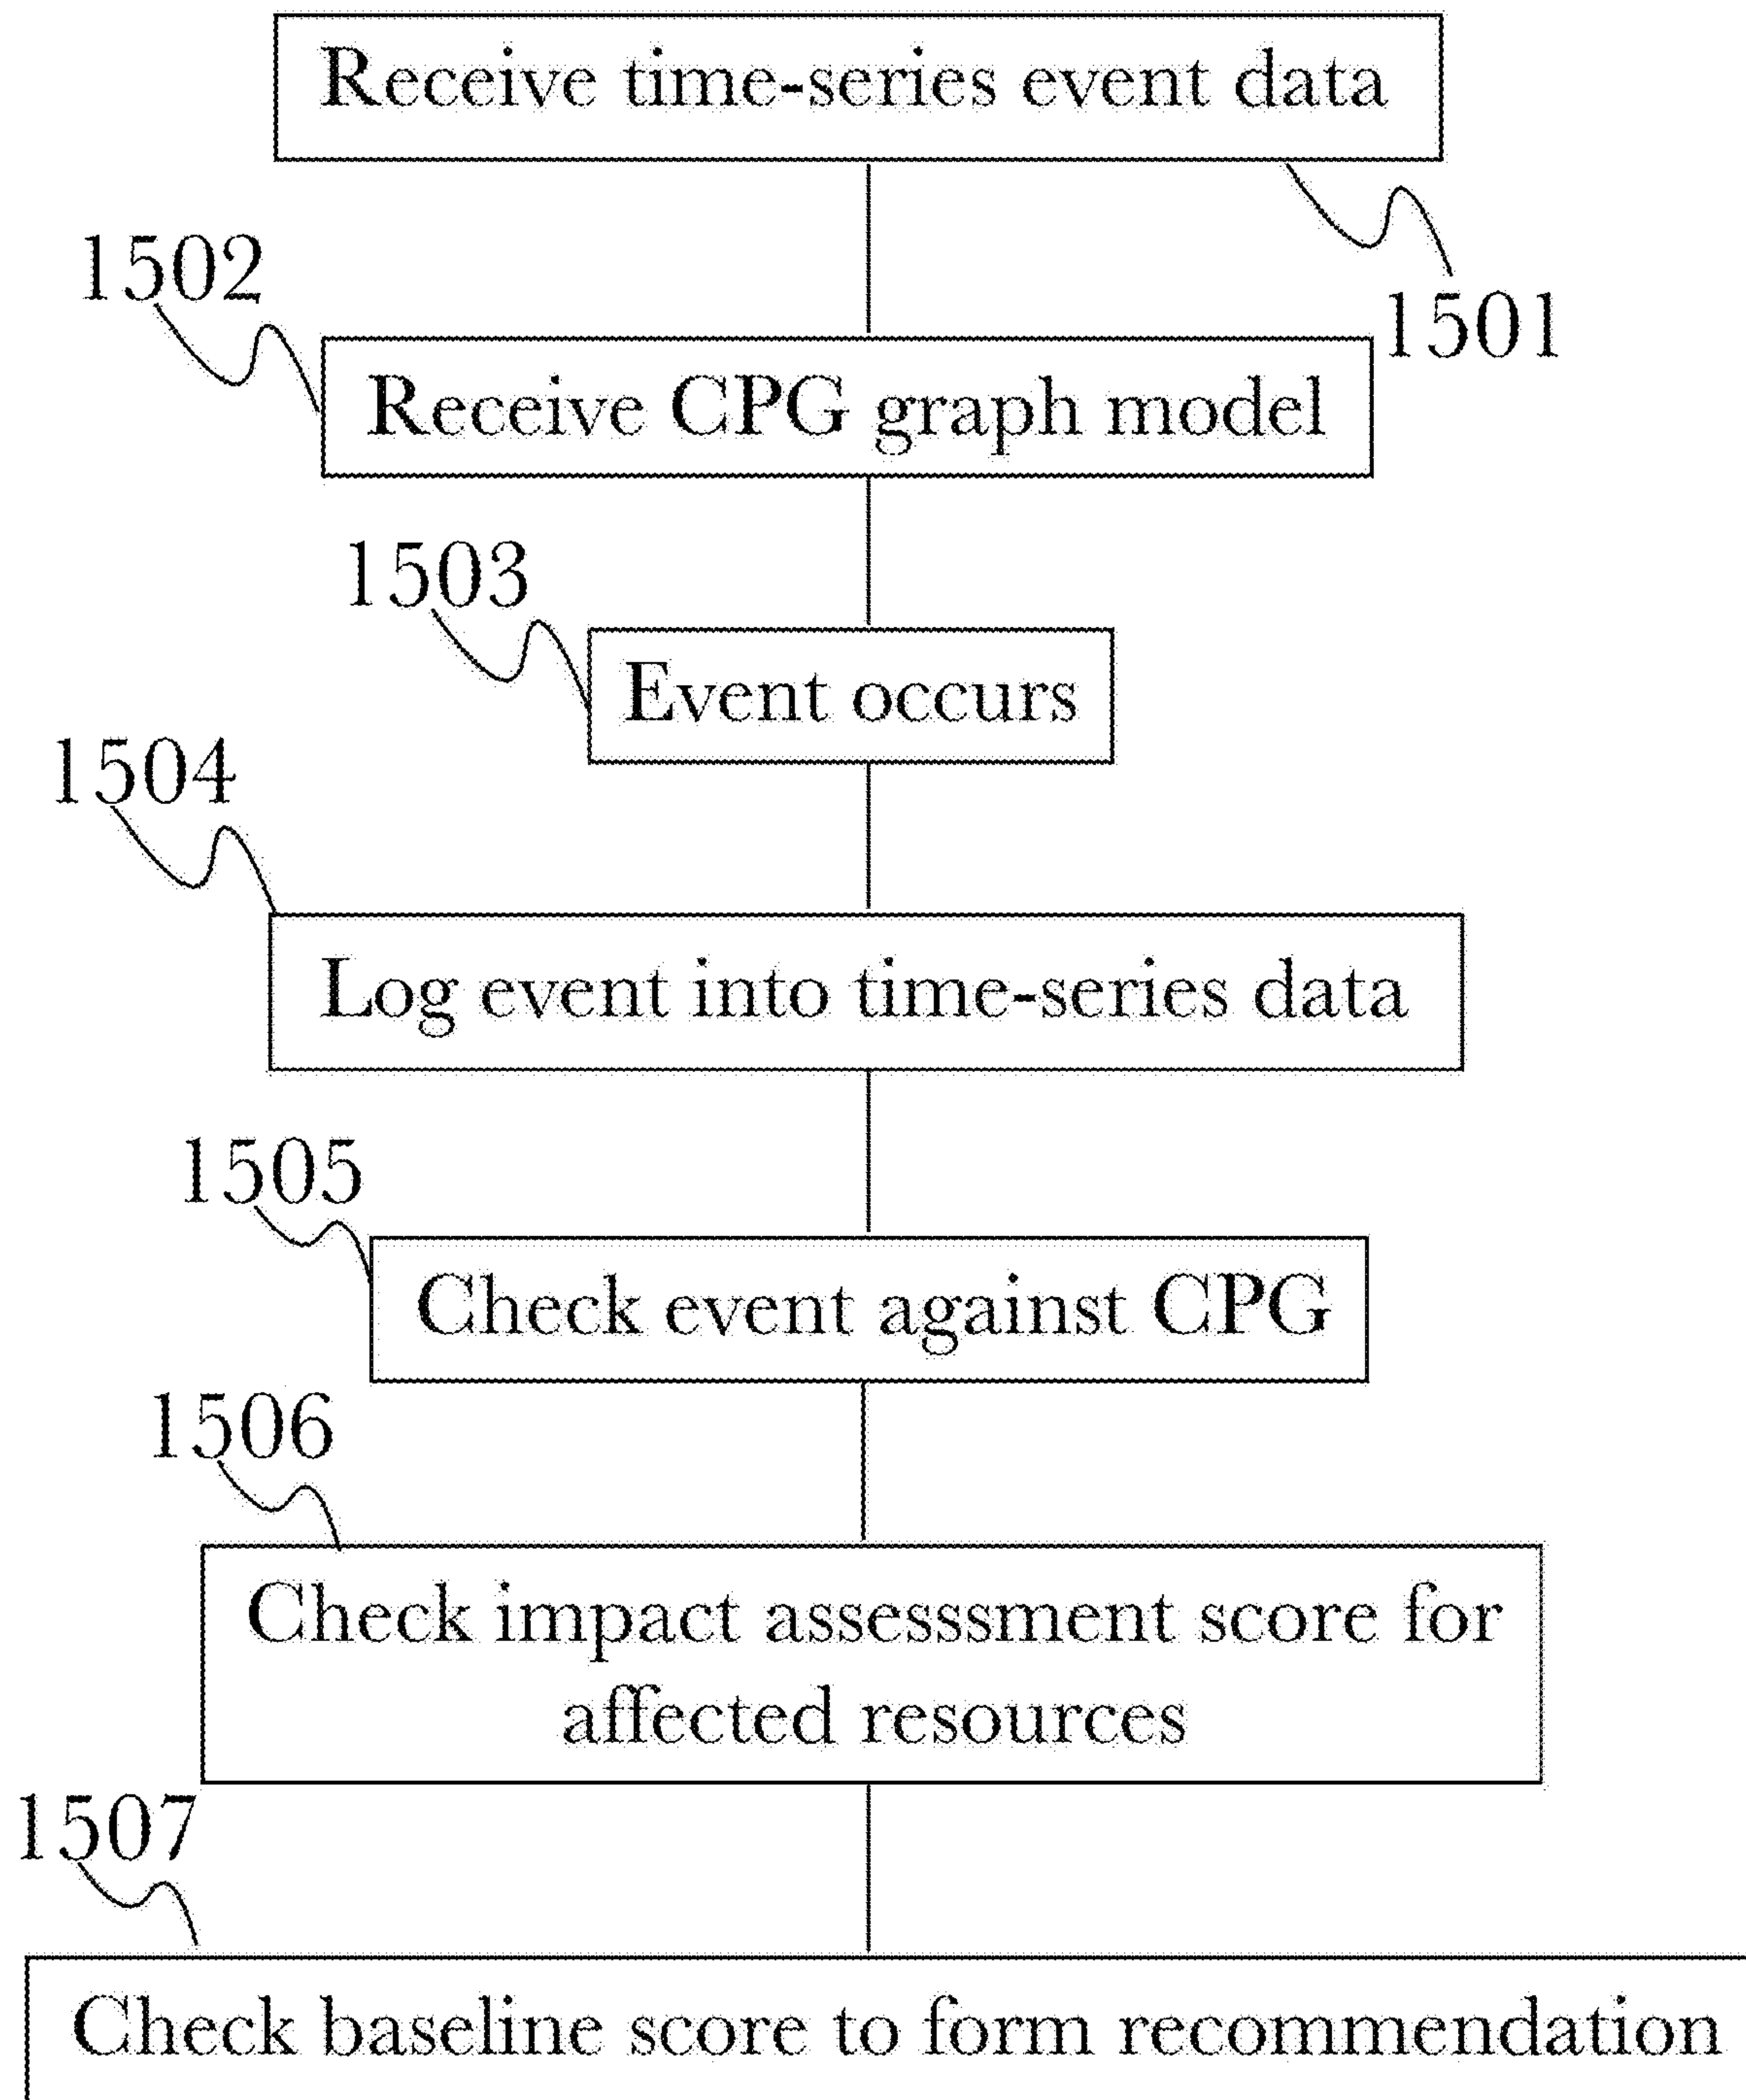 Receive time-series event data
1501
1502
Receive CPG graph model
1503
Event occurs
1504
Log event into time-series data
1505
Check event against CPG
1506
Check impact assesssment score for
affected resources
1507
Check baseline score to form recommendation